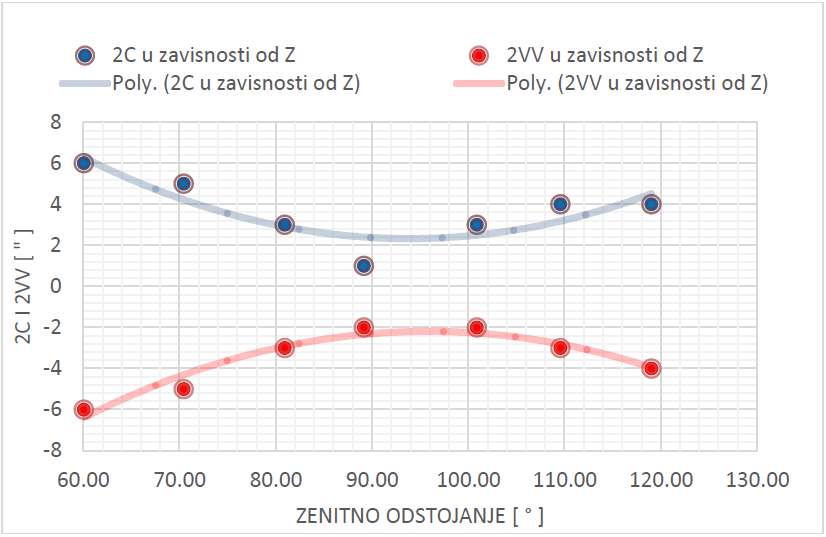 2C u zavisnosti od Z
2VV u zavisnosti od Z
Poly. (2C u zavisnosti od Z)
Poly. (2VV u zavisnosti od Z)
8
6
4
2
0
-2
-4
-6
-8
2C I 2VV [ " ]
60.00 70.00 80.00 90.00 100.00 110.00 120.00 130.00
ZENITNO ODSTOJANJE [ ° ]